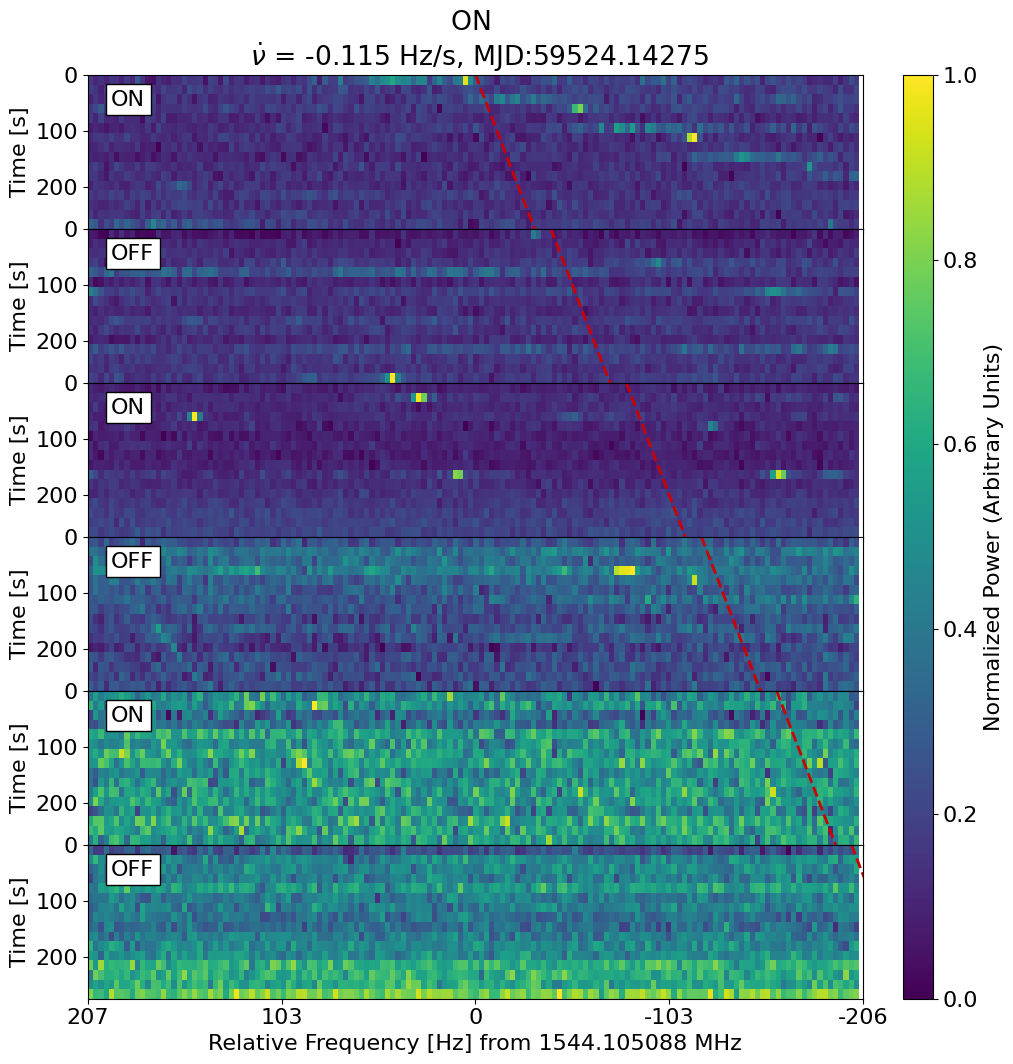 ON
ν̇ = -0.115 Hz/s, MJD:59524.14275
0
ON
100
200
Time [s]
0
OFF
100
200
Time [s]
0
ON
100
200
Time [s]
0
OFF
100
200
Time [s]
0
ON
100
200
Time [s]
0
OFF
100
200
Time [s]
207 103 0 -103 -206
Relative Frequency [Hz] from 1544.105088 MHz
1.0
0.8
0.6
0.4
0.2
0.0
Normalized Power (Arbitrary Units)